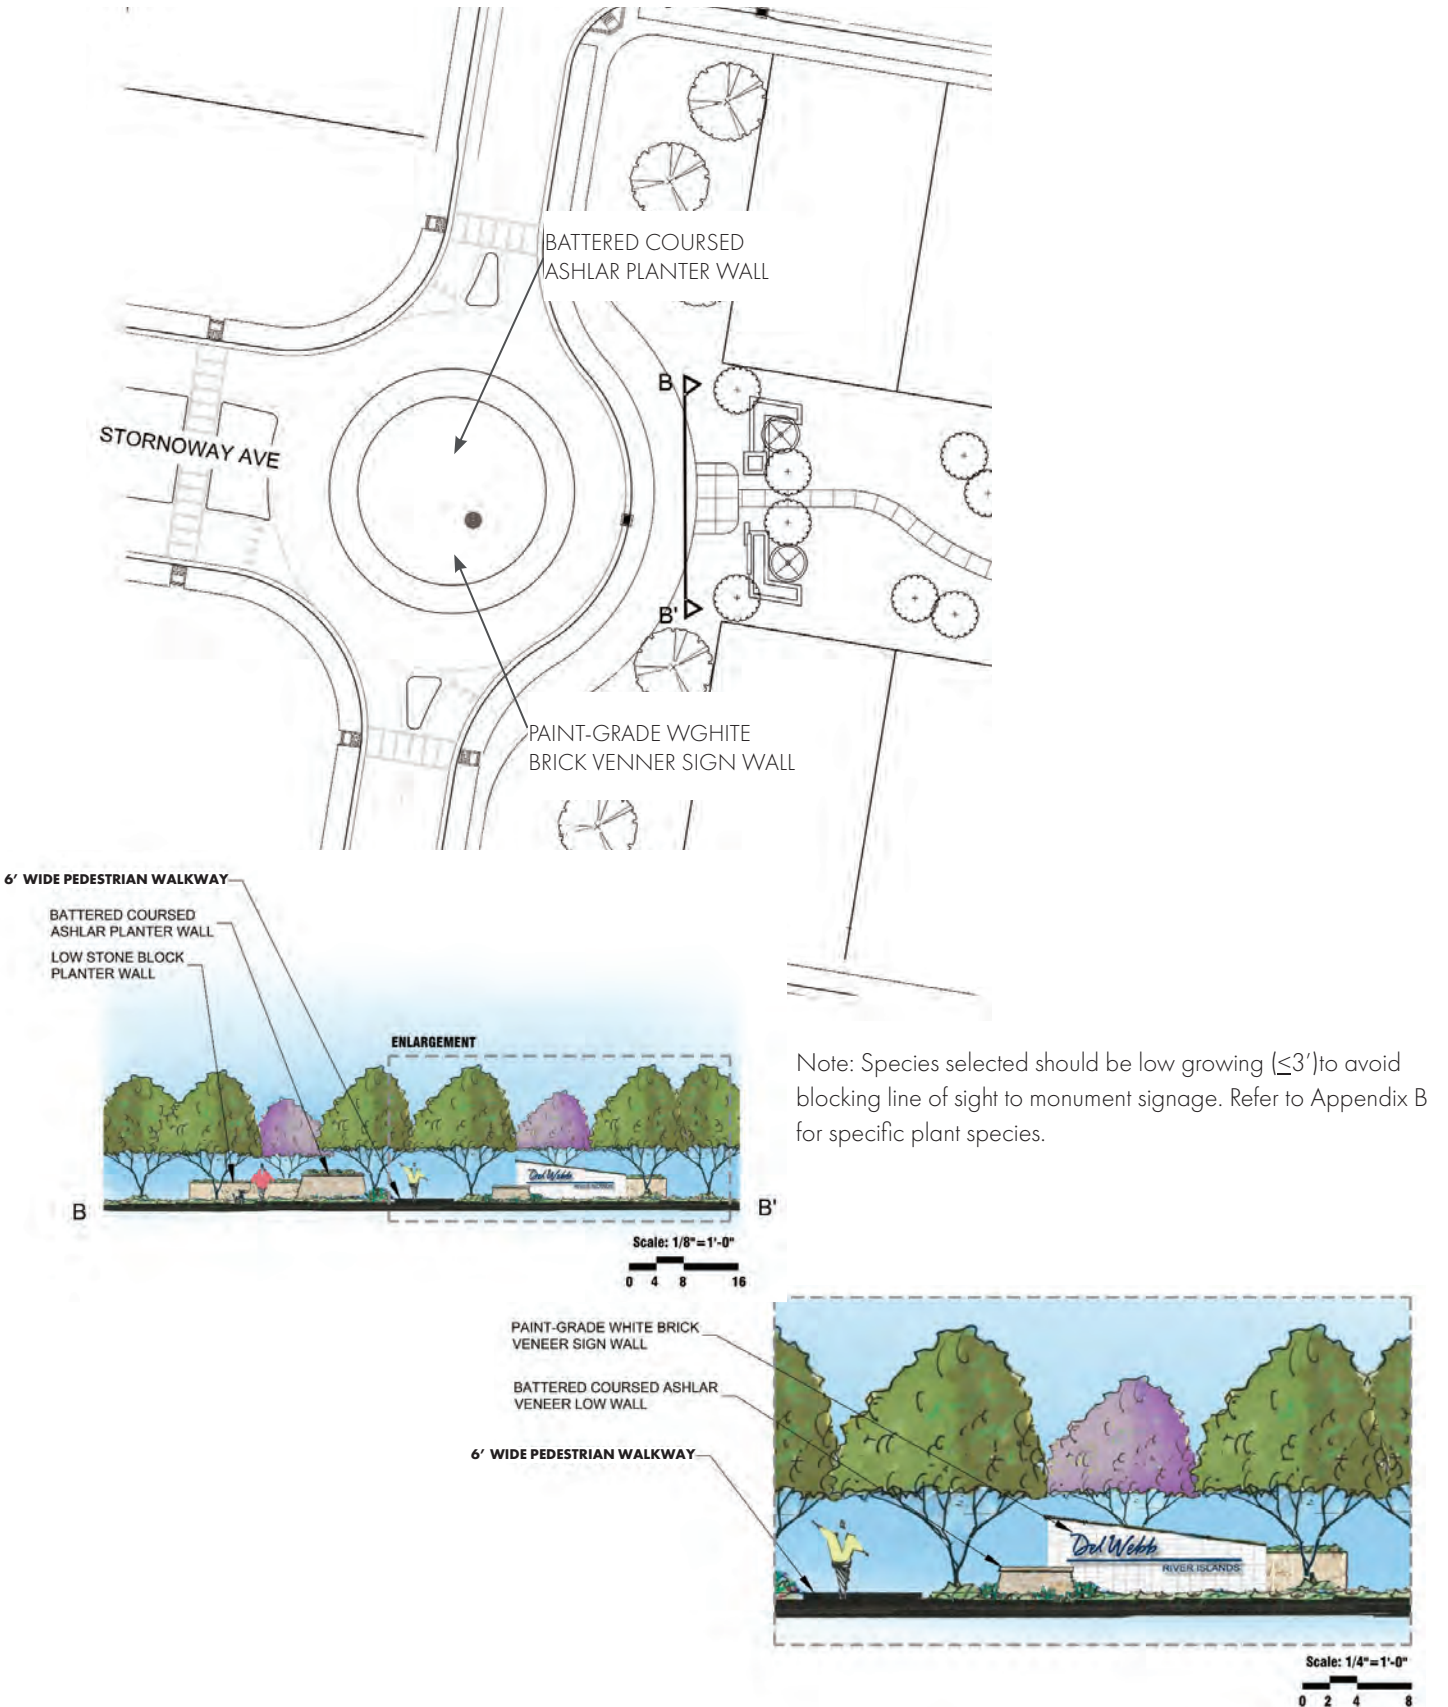 BATTERED COURSED
ASHLAR PLANTER WALL
B
STORNOWAY AVE
B'
PAINT-GRADE WGHITE
BRICK VENNER SIGN WALL
6' WIDE PEDESTRIAN WALKWAY
BATTERED COURSED
ASHLAR PLANTER WALL
LOW STONE BLOCK
PLANTER WALL
ENLARGEMENT
Del Webb
B
B'
Scale: 1/8"=1'-0"
0 4 8 16
Note: Species selected should be low growing (≤3')to avoid
blocking line of sight to monument signage. Refer to Appendix B
for specific plant species.
PAINT-GRADE WHITE BRICK
VENEER SIGN WALL
BATTERED COURSED ASHLAR
VENEER LOW WALL
6' WIDE PEDESTRIAN WALKWAY
Del Webb
RIVER ISLANDS
Scale: 1/4"=1'-0"
0 2 4 8